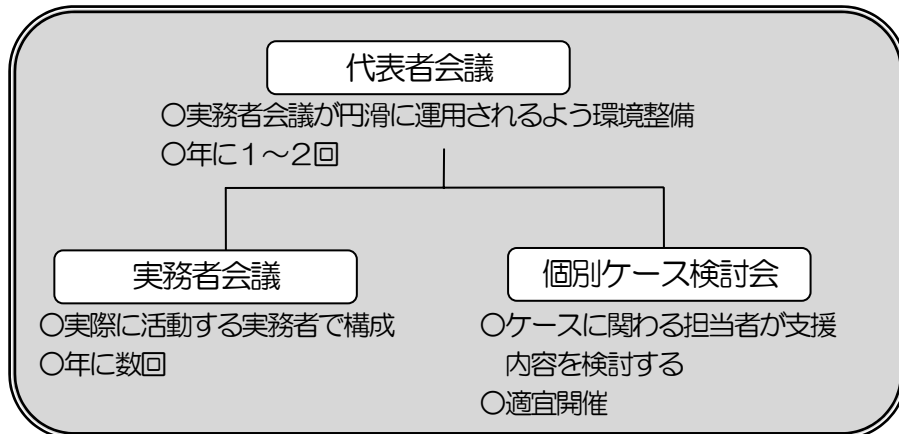 代表者会議
○実務者会議が円滑に運用されるよう環境整備
○年に１～２回
実務者会議
○実際に活動する実務者で構成
○年に数回
個別ケース検討会
○ケースに関わる担当者が支援
内容を検討する
○適宜開催